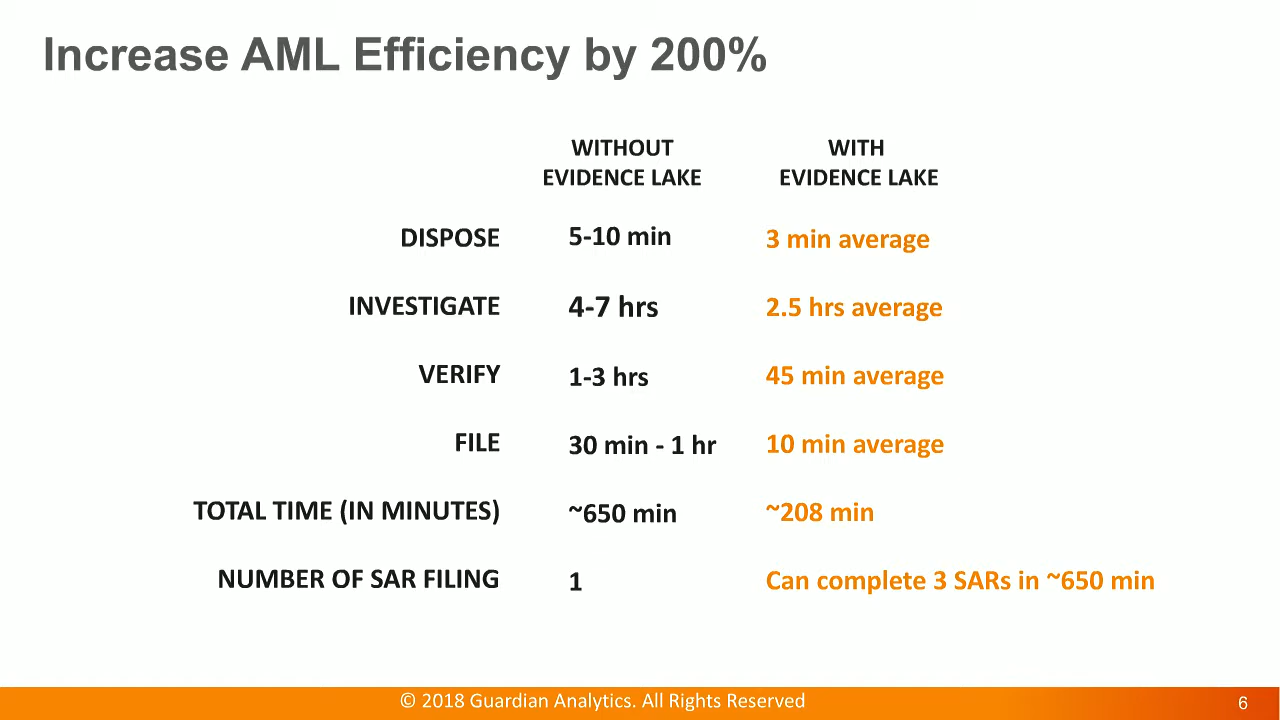 Increase AML Efficiency by 200%
WITHOUT WITH
EVIDENCE LAKE EVIDENCE LAKE
DISPOSE 5-10 min 3 min average
INVESTIGATE 4-7 hrs 2.5 hrs average
VERIFY 1-3 hrs 45 min average
FILE 30 min - 1 hr 10 min average
TOTAL TIME (IN MINUTES) ~650 min ~208 min
NUMBER OF SAR FILING 1 Can complete 3 SARs in ~650 min
© 2018 Guardian Analytics. All Rights Reserved 6